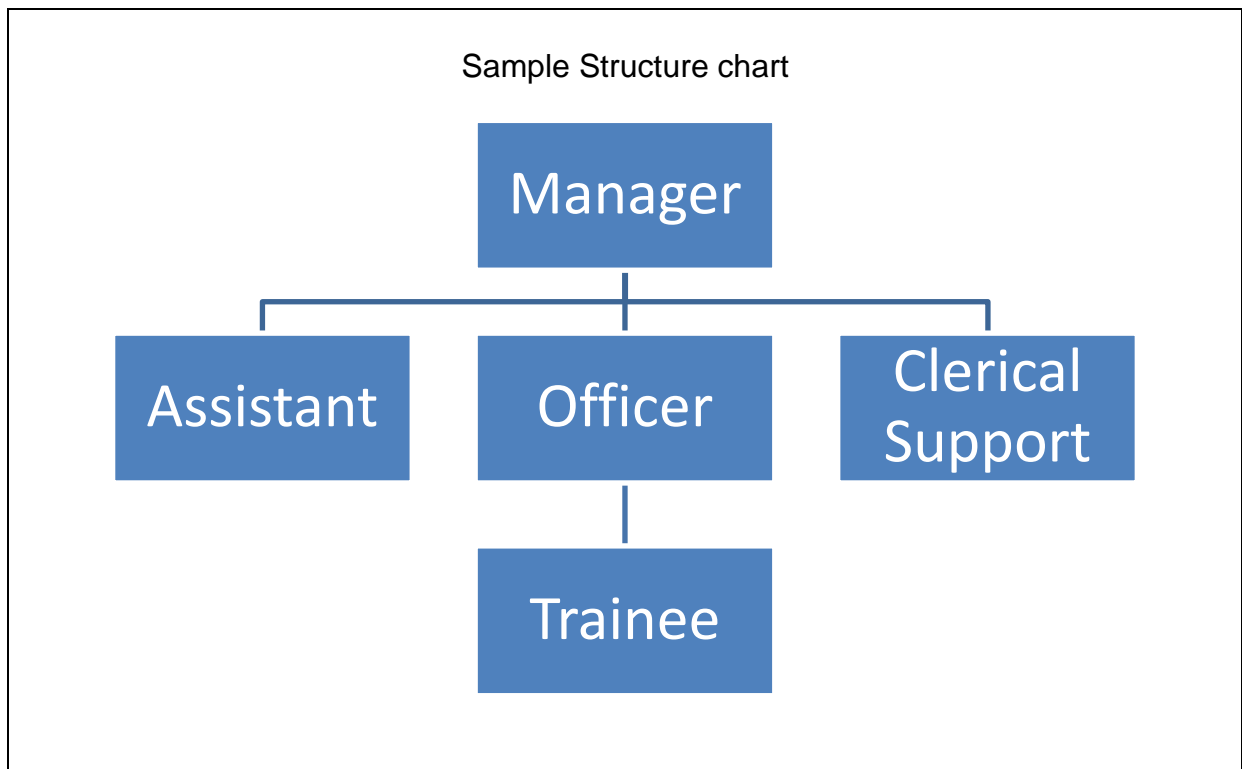 Sample Structure chart
Manager
Assistant
Officer
Clerical
Support
Trainee